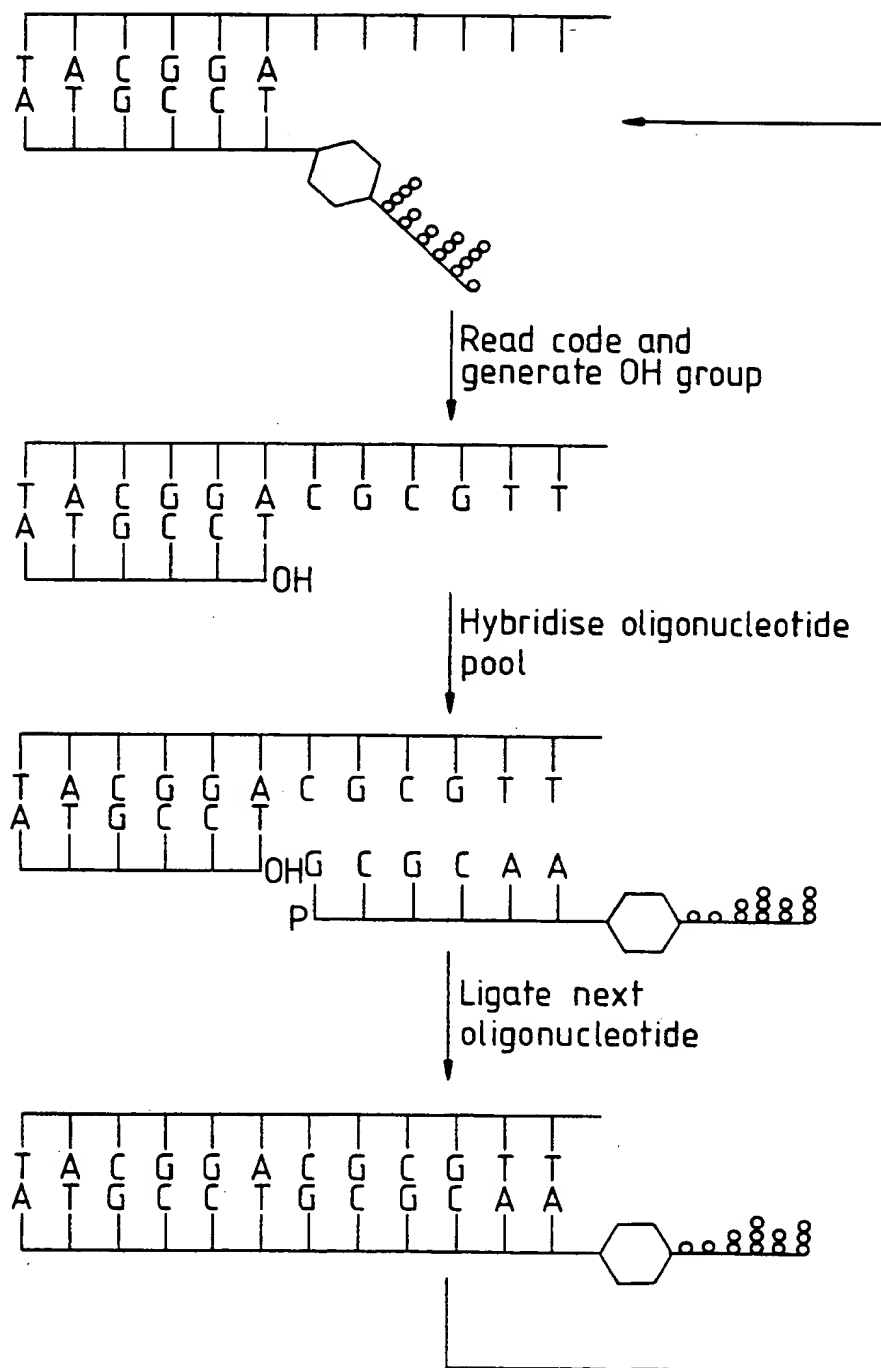 T A C G G A
A T G C C T
Read code and
generate OH group
T A C G G A C G C G T T
A T G C C T
OH
Hybridise oligonucleotide
pool
T A C G G A C G C G T T
A T G C C T
OH G C G C A A
P
Ligate next
oligonucleotide
T A C G G A C G C G T T
A T G C C T G C G C A A